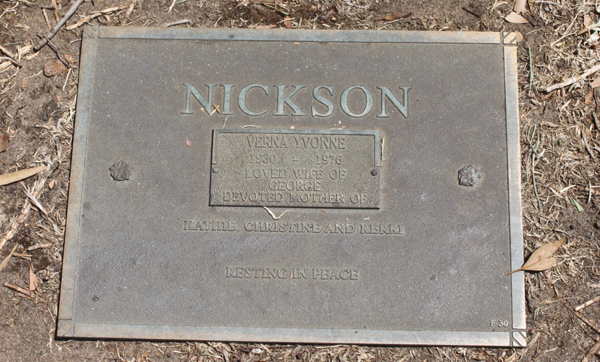 NICKSON
VERNA YVONNE
1930 - 1976
LOVED WIFE OF
GEORGE
DEVOTED MOTHER OF
KATHIE, CHRISTINE AND KERRI
RESTING IN PEACE
F 30